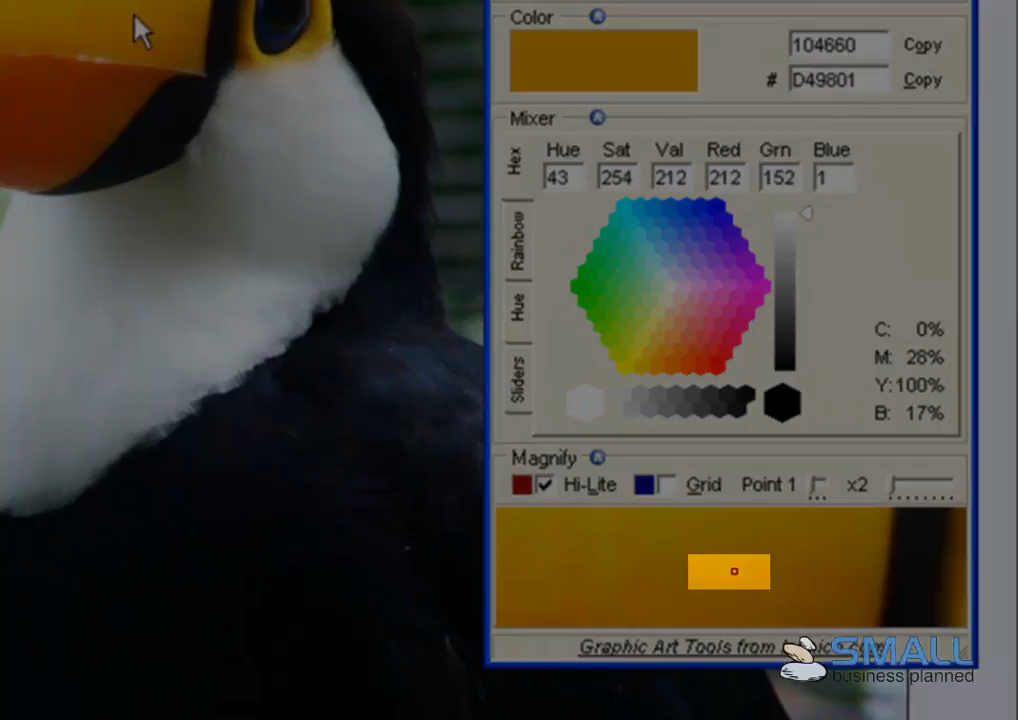 Color
104660 Copy
# D49801 Copy
Mixer
Hex
Hue Sat Val Red Grn Blue
43 254 212 212 152 1
Rainbow
Hue
Sliders
C: 0%
M: 28%
Y: 100%
B: 17%
Magnify
Hi-Lite Grid Point 1 x2
Graphic Art Tools from
SMALL
business planned